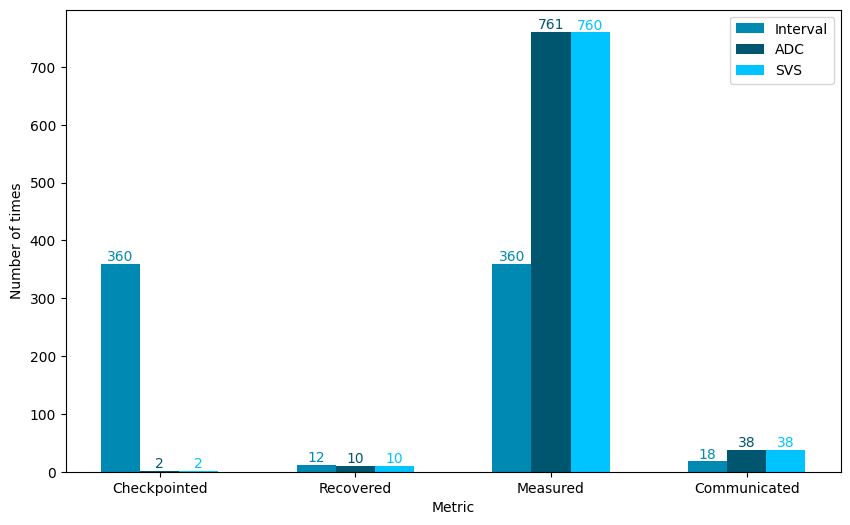 Interval
ADC
SVS
Number of times
700
600
500
400
300
200
100
0
360
2
2
12
10
10
360
761
760
18
38
38
Checkpointed
Recovered
Measured
Communicated
Metric